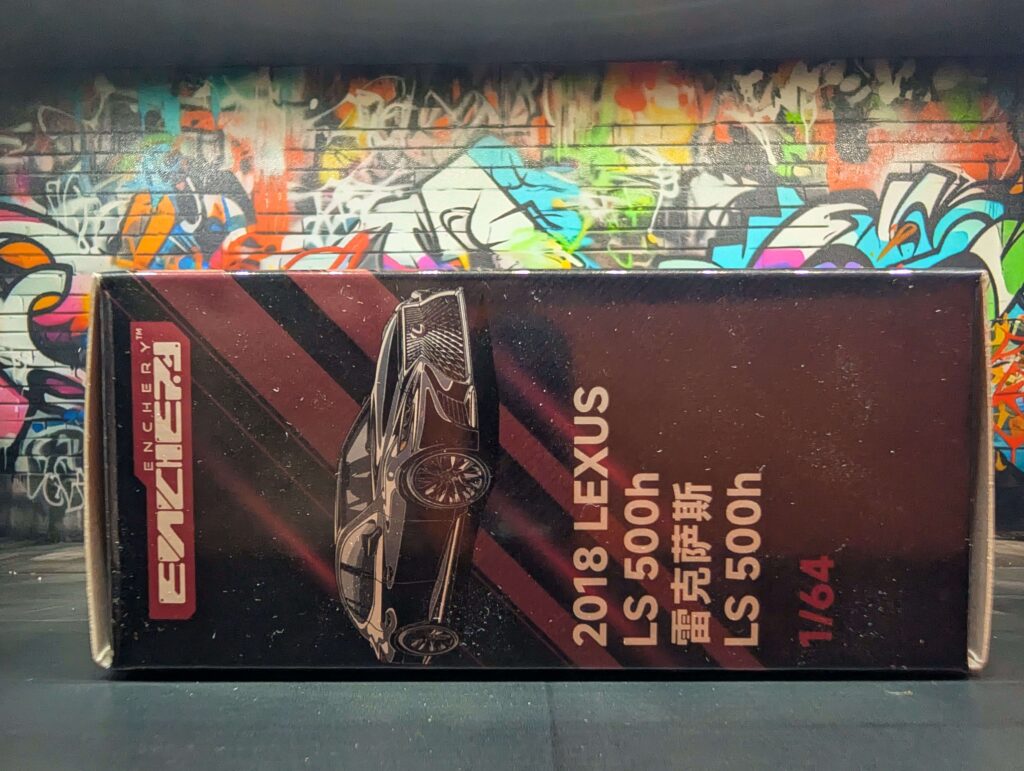 ENCHERY™
ENCHERY
2018 LEXUS
LS 500h
雷克萨斯
LS 500h
1/64